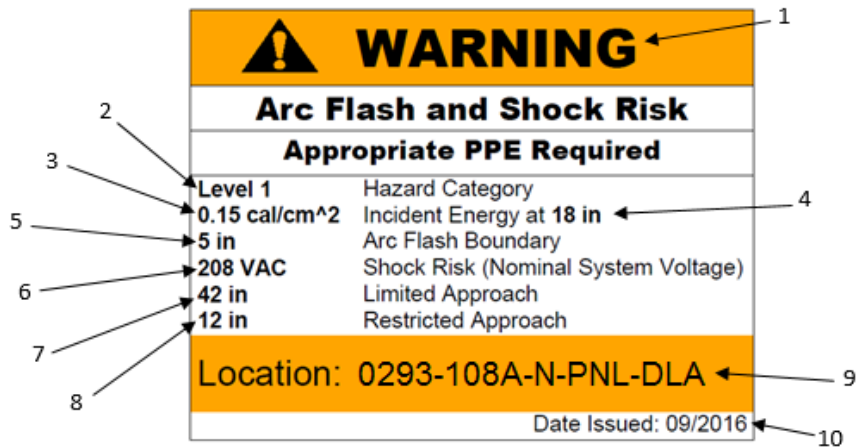 WARNING
1
Arc Flash and Shock Risk
2
Appropriate PPE Required
3
Level 1 Hazard Category
0.15 cal/cm^2 Incident Energy at 18 in
4
5
5 in Arc Flash Boundary
208 VAC Shock Risk (Nominal System Voltage)
6
42 in Limited Approach
12 in Restricted Approach
7
8
Location: 0293-108A-N-PNL-DLA
9
Date Issued: 09/2016
10